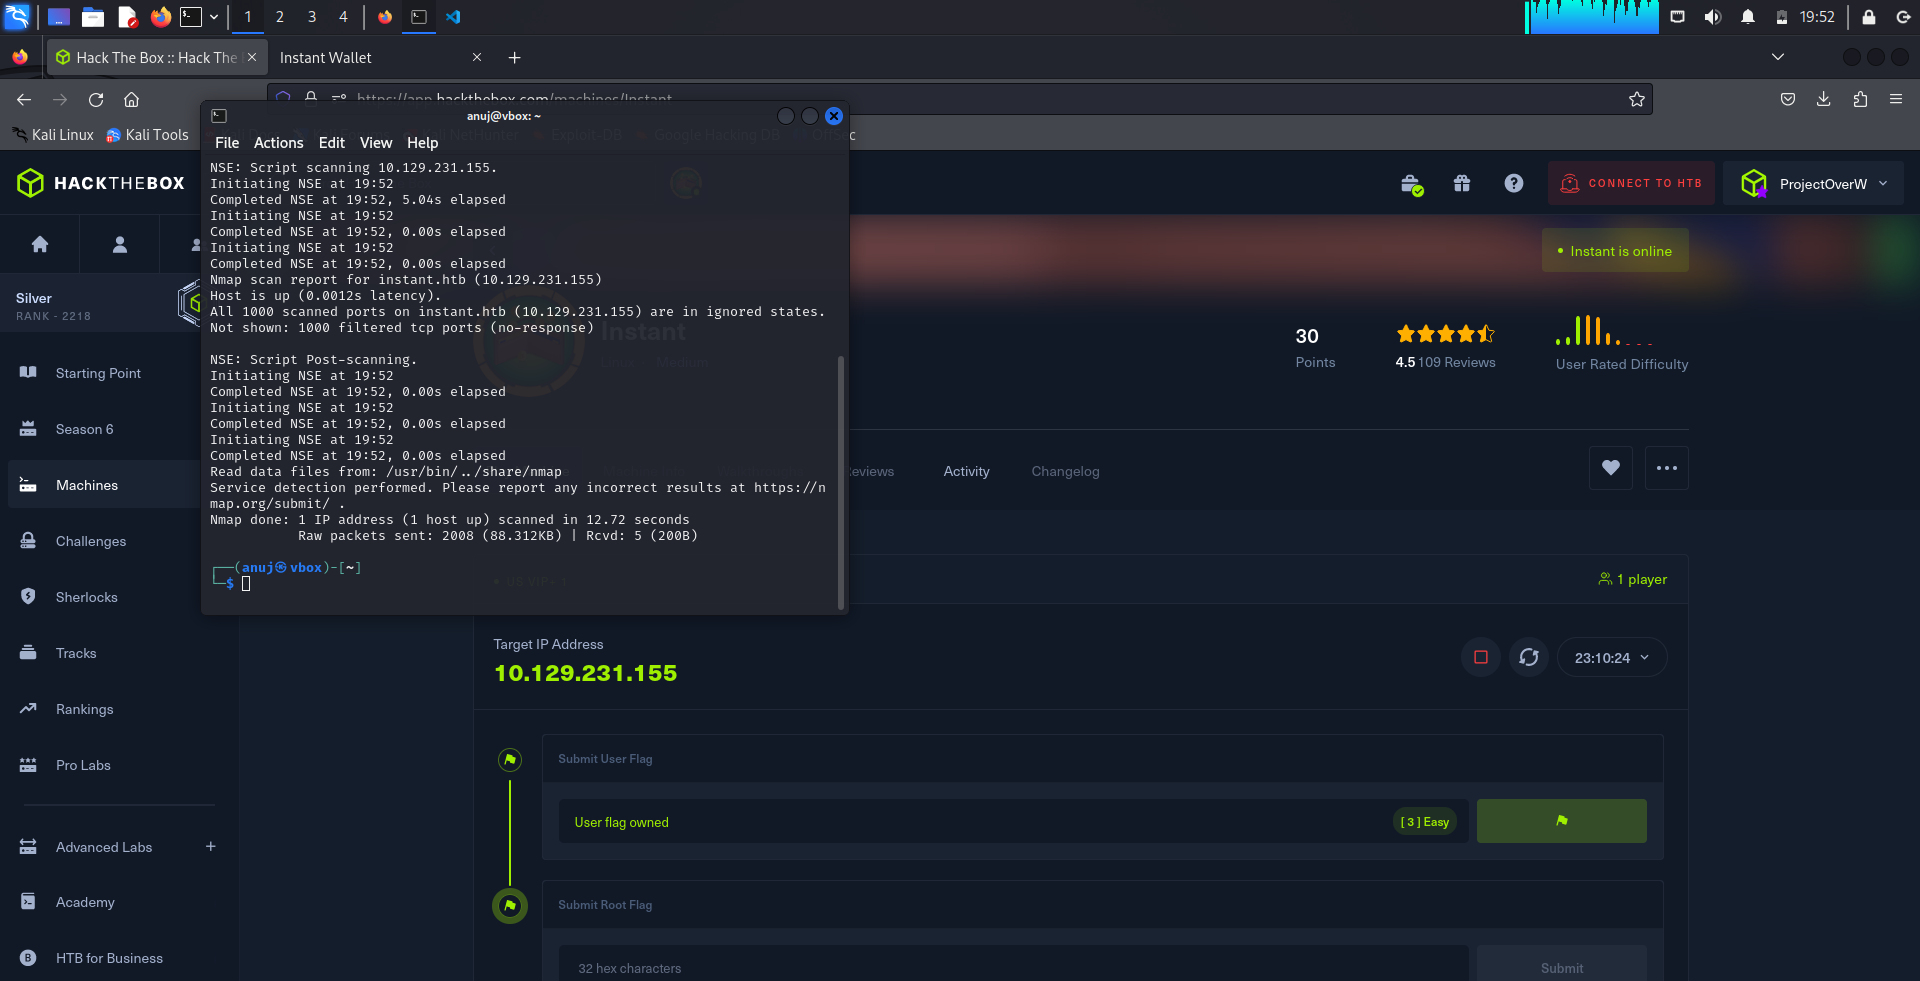 1 2 3 4
19:52
Hack The Box :: Hack The
Instant Wallet
https://app.hackthebox.com/machines/Instant
Kali Linux
Kali Tools
Exploit-DB
Google Hacking DB
anuj@vbox: ~
File Actions Edit View Help
NSE: Script scanning 10.129.231.155.
Initiating NSE at 19:52
Completed NSE at 19:52, 5.04s elapsed
Initiating NSE at 19:52
Completed NSE at 19:52, 0.00s elapsed
Initiating NSE at 19:52
Completed NSE at 19:52, 0.00s elapsed
Nmap scan report for instant.htb (10.129.231.155)
Host is up (0.0012s latency).
All 1000 scanned ports on instant.htb (10.129.231.155) are in ignored states.
Not shown: 1000 filtered tcp ports (no-response)
NSE: Script Post-scanning.
Initiating NSE at 19:52
Completed NSE at 19:52, 0.00s elapsed
Initiating NSE at 19:52
Completed NSE at 19:52, 0.00s elapsed
Initiating NSE at 19:52
Completed NSE at 19:52, 0.00s elapsed
Read data files from: /usr/bin/../share/nmap
Service detection performed. Please report any incorrect results at https://n
map.org/submit/ .
Nmap done: 1 IP address (1 host up) scanned in 12.72 seconds
Raw packets sent: 2008 (88.312KB) | Rcvd: 5 (200B)
┌──(anuj㉿vbox)-[~]
└─$
HACKTHEBOX
CONNECT TO HTB
ProjectOverW
Silver
RANK - 2218
Starting Point
Season 6
Machines
Challenges
Sherlocks
Tracks
Rankings
Pro Labs
Advanced Labs +
Academy
HTB for Business
Instant is online
Instant
Medium
30
Points
4.5 109 Reviews
User Rated Difficulty
eviews
Activity
Changelog
1 player
Target IP Address
10.129.231.155
23:10:24
Submit User Flag
User flag owned
[ 3 ] Easy
Submit Root Flag
32 hex characters
Submit